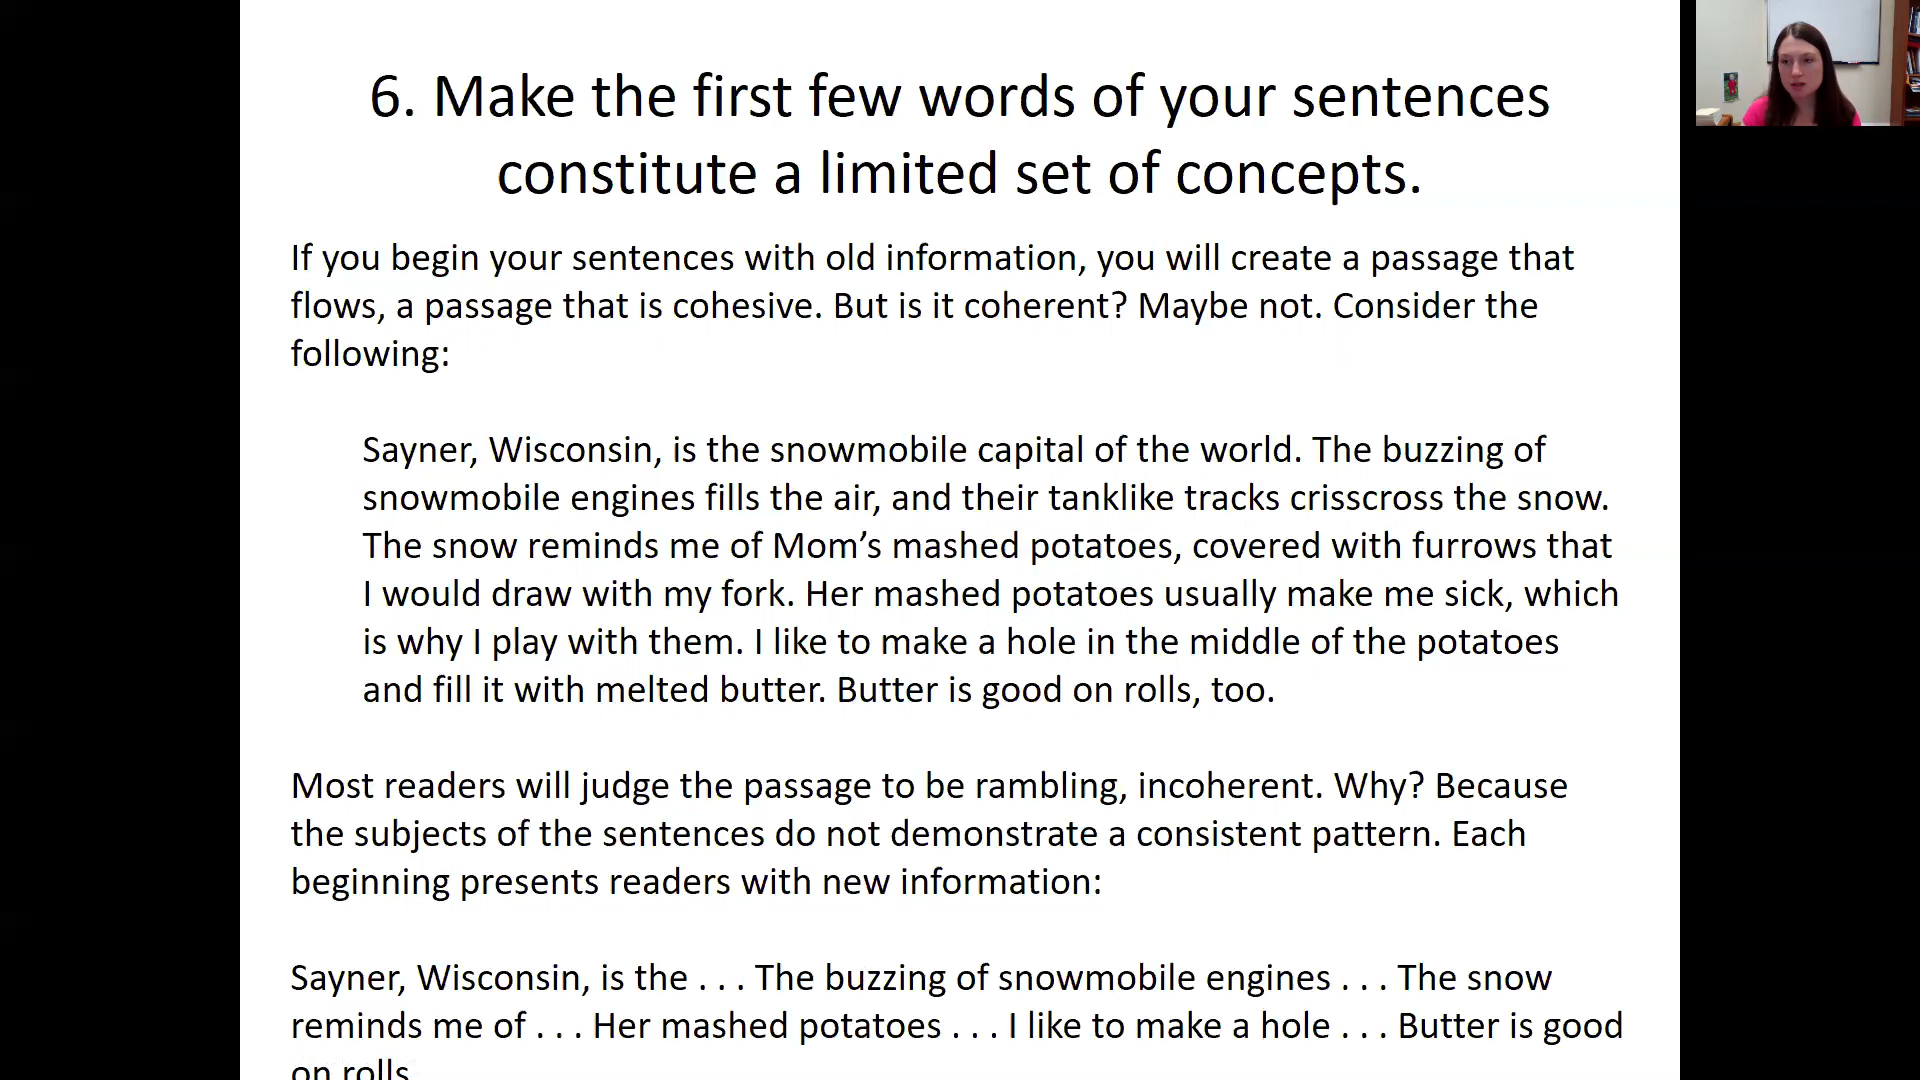 6. Make the first few words of your sentences
constitute a limited set of concepts.
If you begin your sentences with old information, you will create a passage that
flows, a passage that is cohesive. But is it coherent? Maybe not. Consider the
following:
Sayner, Wisconsin, is the snowmobile capital of the world. The buzzing of
snowmobile engines fills the air, and their tanklike tracks crisscross the snow.
The snow reminds me of Mom’s mashed potatoes, covered with furrows that
I would draw with my fork. Her mashed potatoes usually make me sick, which
is why I play with them. I like to make a hole in the middle of the potatoes
and fill it with melted butter. Butter is good on rolls, too.
Most readers will judge the passage to be rambling, incoherent. Why? Because
the subjects of the sentences do not demonstrate a consistent pattern. Each
beginning presents readers with new information:
Sayner, Wisconsin, is the . . . The buzzing of snowmobile engines . . . The snow
reminds me of . . . Her mashed potatoes . . . I like to make a hole . . . Butter is good
on rolls